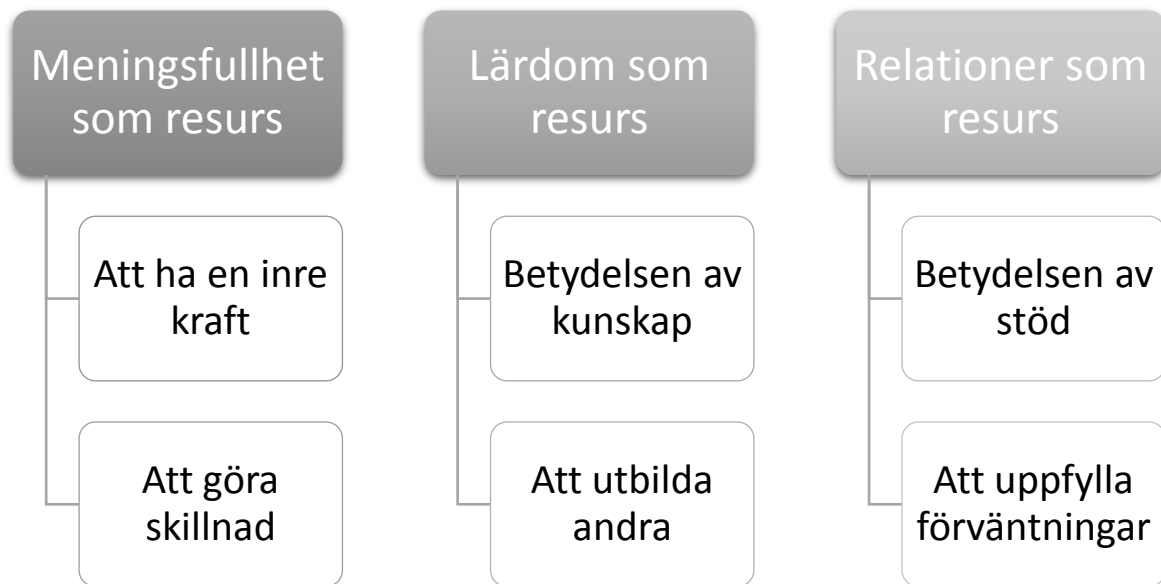 Meningsfullhet
som resurs
Att ha en inre
kraft
Att göra
skillnad
Lärdom som
resurs
Betydelsen av
kunskap
Att utbilda
andra
Relationer som
resurs
Betydelsen av
stöd
Att uppfylla
förväntningar